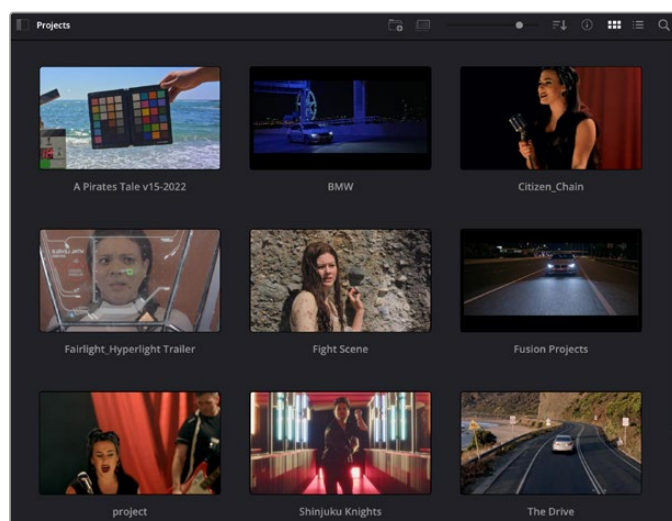 Projects
A Pirates Tale v15-2022
BMW
Citizen_Chain
Fairlight_Hyperlight Trailer
Fight Scene
Fusion Projects
project
Shinjuku Knights
The Drive